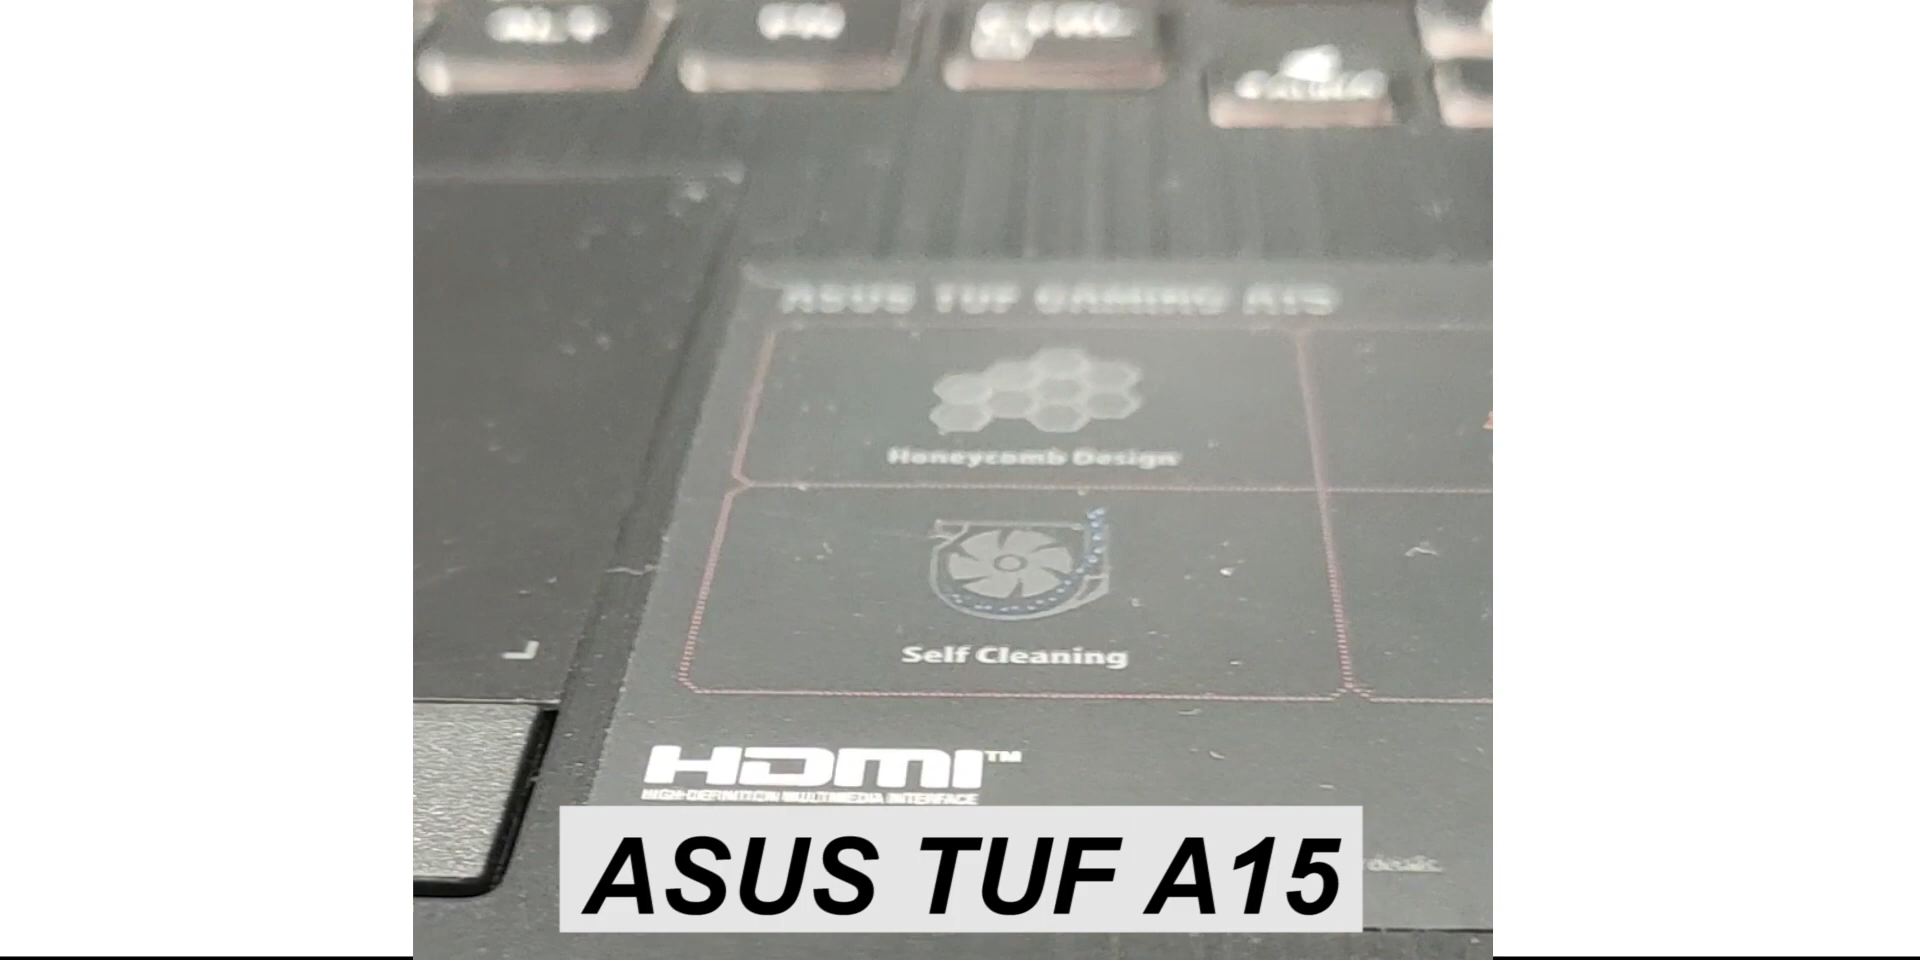 ASUS TUF GAMING A15
Honeycomb Design
Self Cleaning
HDMI™
HIGH-DEFINITION MULTIMEDIA INTERFACE
ASUS TUF A15